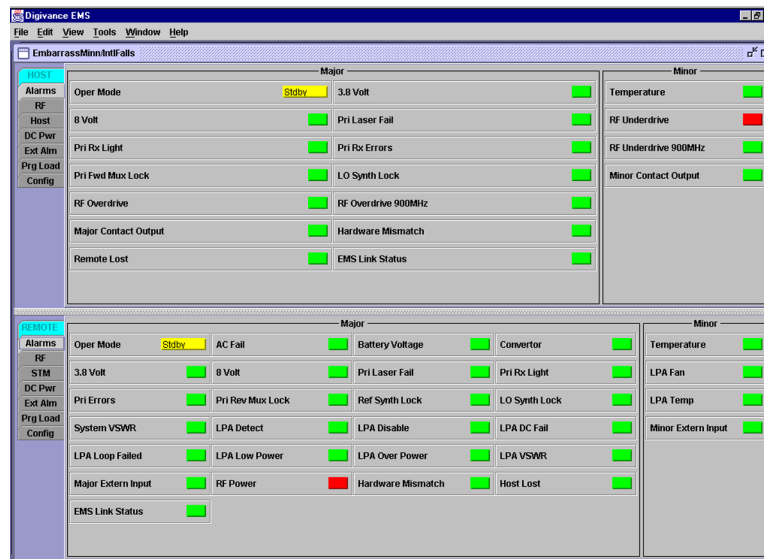 Digivance EMS
File Edit View Tools Window Help
EmbarrassMinn/IntlFalls
HOST
Alarms
RF
Host
DC Pwr
Ext Alm
Prg Load
Config
Major
Oper Mode Stdby 3.8 Volt
8 Volt Pri Laser Fail
Pri Rx Light Pri Rx Errors
Pri Fwd Mux Lock LO Synth Lock
RF Overdrive RF Overdrive 900MHz
Major Contact Output Hardware Mismatch
Remote Lost EMS Link Status
Minor
Temperature
RF Underdrive
RF Underdrive 900MHz
Minor Contact Output
REMOTE
Alarms
RF
STM
DC Pwr
Ext Alm
Prg Load
Config
Major
Oper Mode Stdby AC Fail Battery Voltage Convertor
3.8 Volt 8 Volt Pri Laser Fail Pri Rx Light
Pri Errors Pri Rev Mux Lock Ref Synth Lock LO Synth Lock
System VSWR LPA Detect LPA Disable LPA DC Fail
LPA Loop Failed LPA Low Power LPA Over Power LPA VSWR
Major Extern Input RF Power Hardware Mismatch Host Lost
EMS Link Status
Minor
Temperature
LPA Fan
LPA Temp
Minor Extern Input